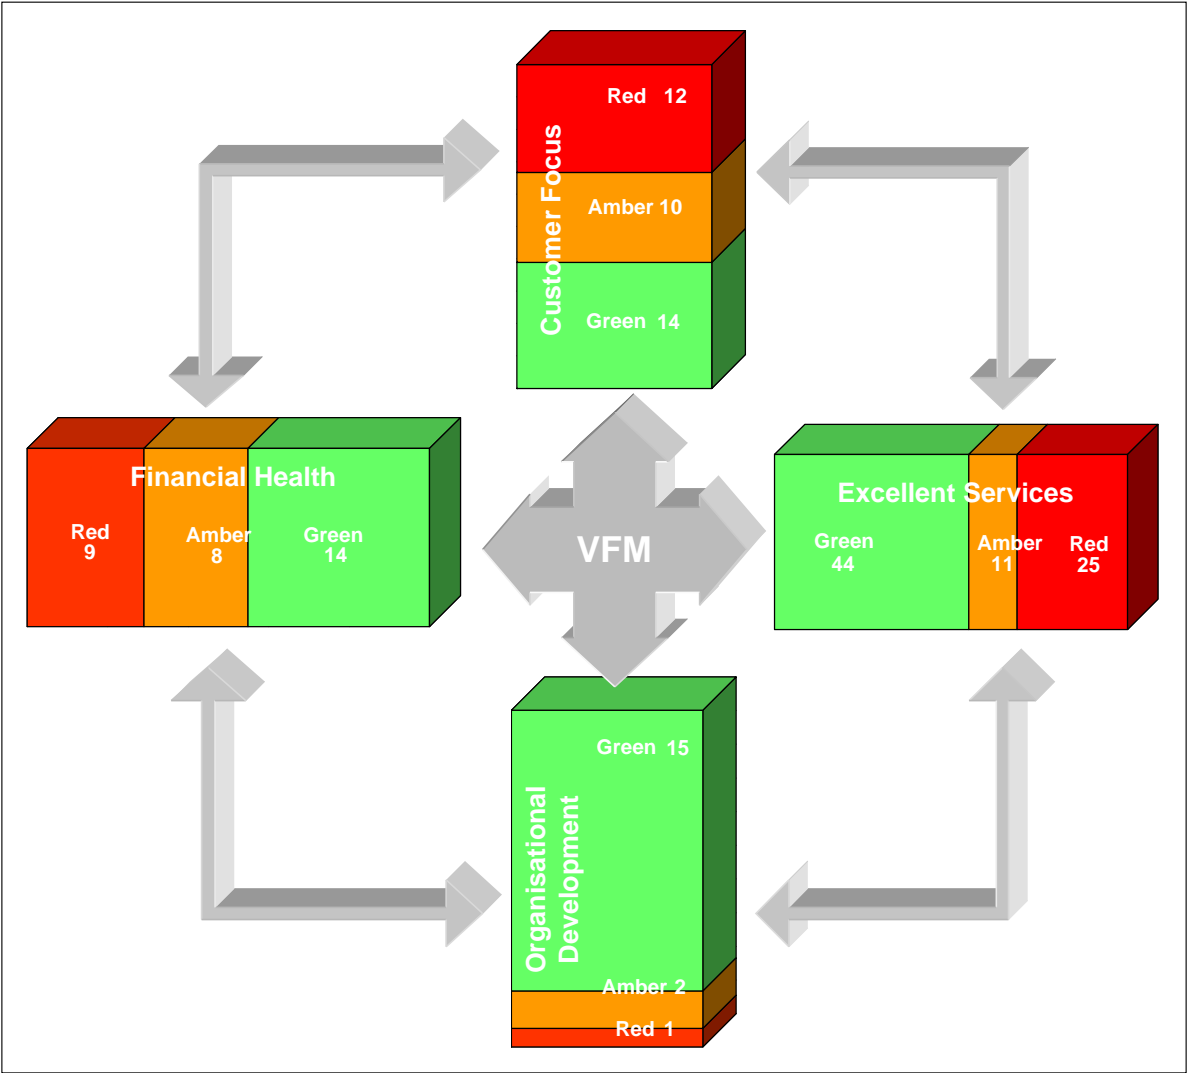 Customer Focus
Red 12
Amber 10
Green 14
Financial Health
Red
9
Amber
8
Green
14
VFM
Excellent Services
Green
44
Amber
11
Red
25
Organisational
Development
Green 15
Amber 2
Red 1